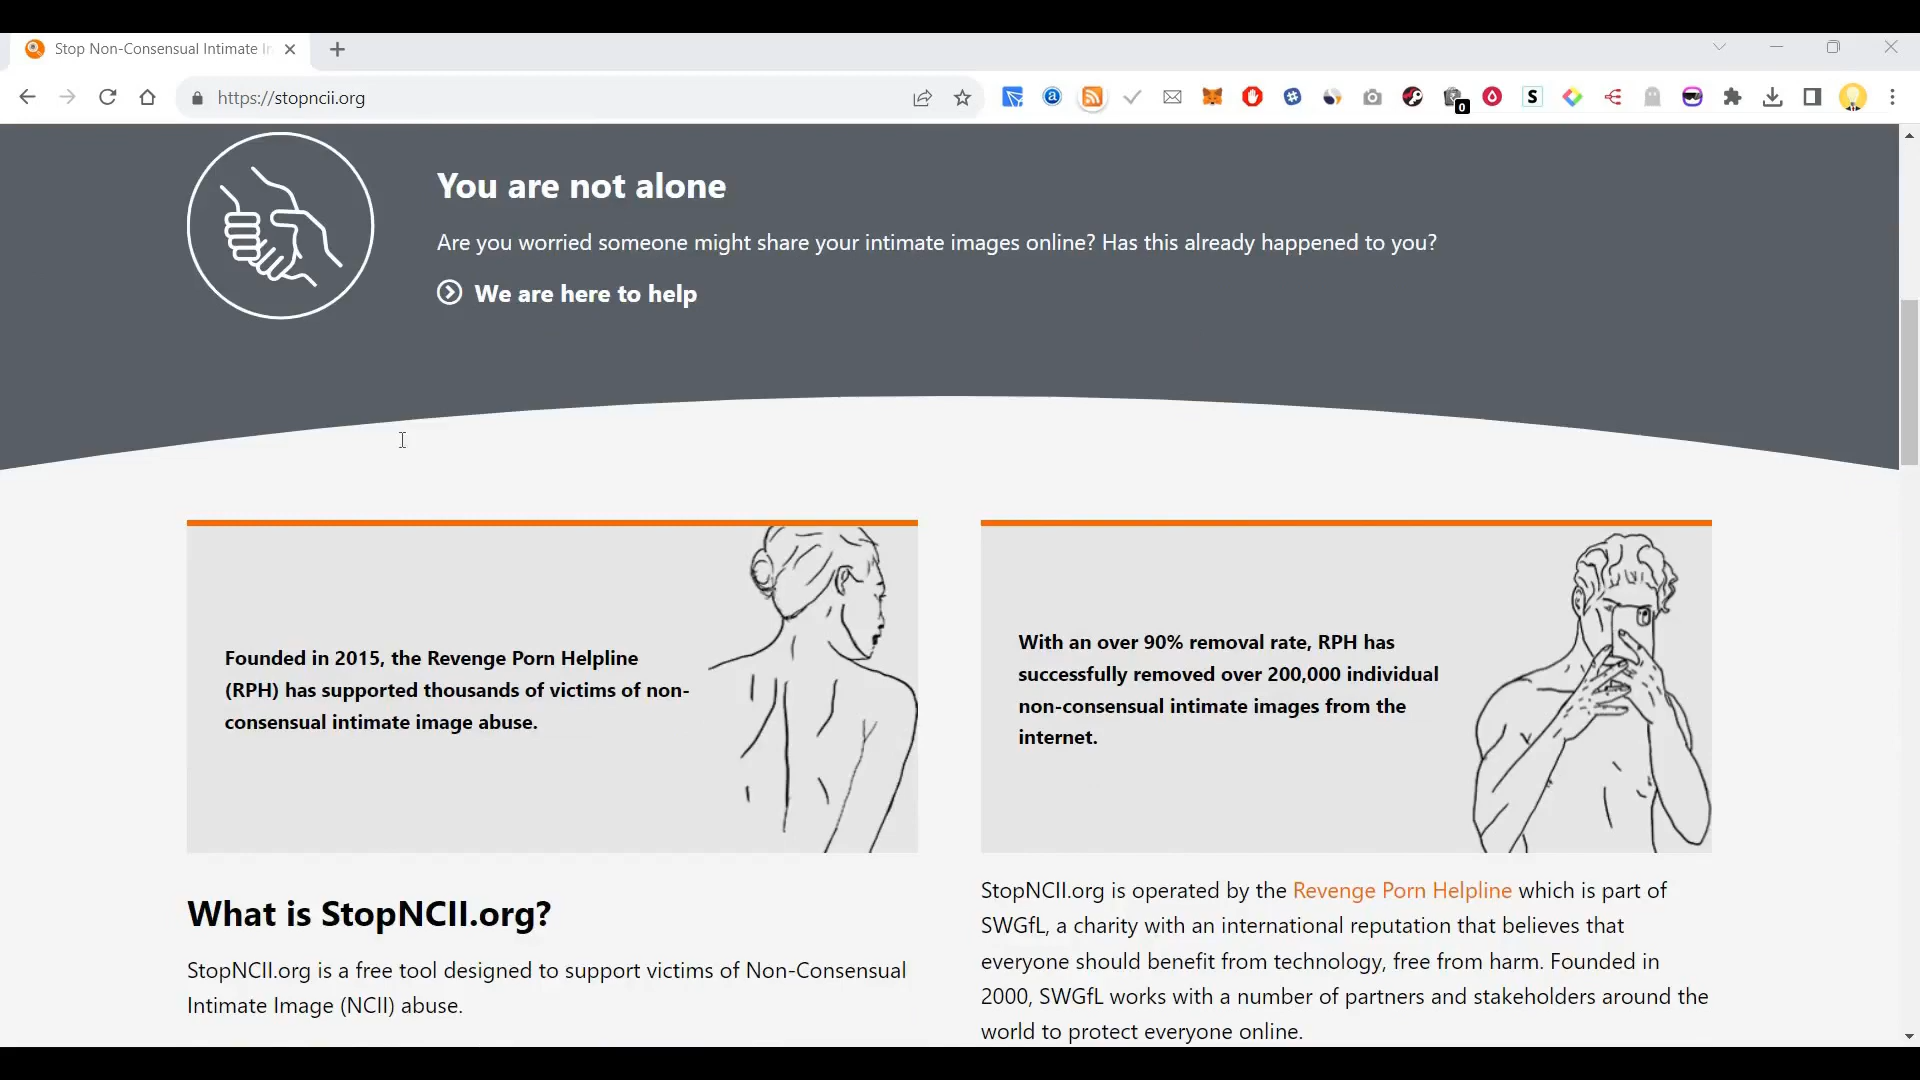 Stop Non-Consensual Intimate I
https://stopncii.org
0
You are not alone
Are you worried someone might share your intimate images online? Has this already happened to you?
We are here to help
Founded in 2015, the Revenge Porn Helpline
(RPH) has supported thousands of victims of non-
consensual intimate image abuse.
With an over 90% removal rate, RPH has
successfully removed over 200,000 individual
non-consensual intimate images from the
internet.
What is StopNCII.org?
StopNCII.org is a free tool designed to support victims of Non-Consensual
Intimate Image (NCII) abuse.
StopNCII.org is operated by the Revenge Porn Helpline which is part of
SWGfL, a charity with an international reputation that believes that
everyone should benefit from technology, free from harm. Founded in
2000, SWGfL works with a number of partners and stakeholders around the
world to protect everyone online.